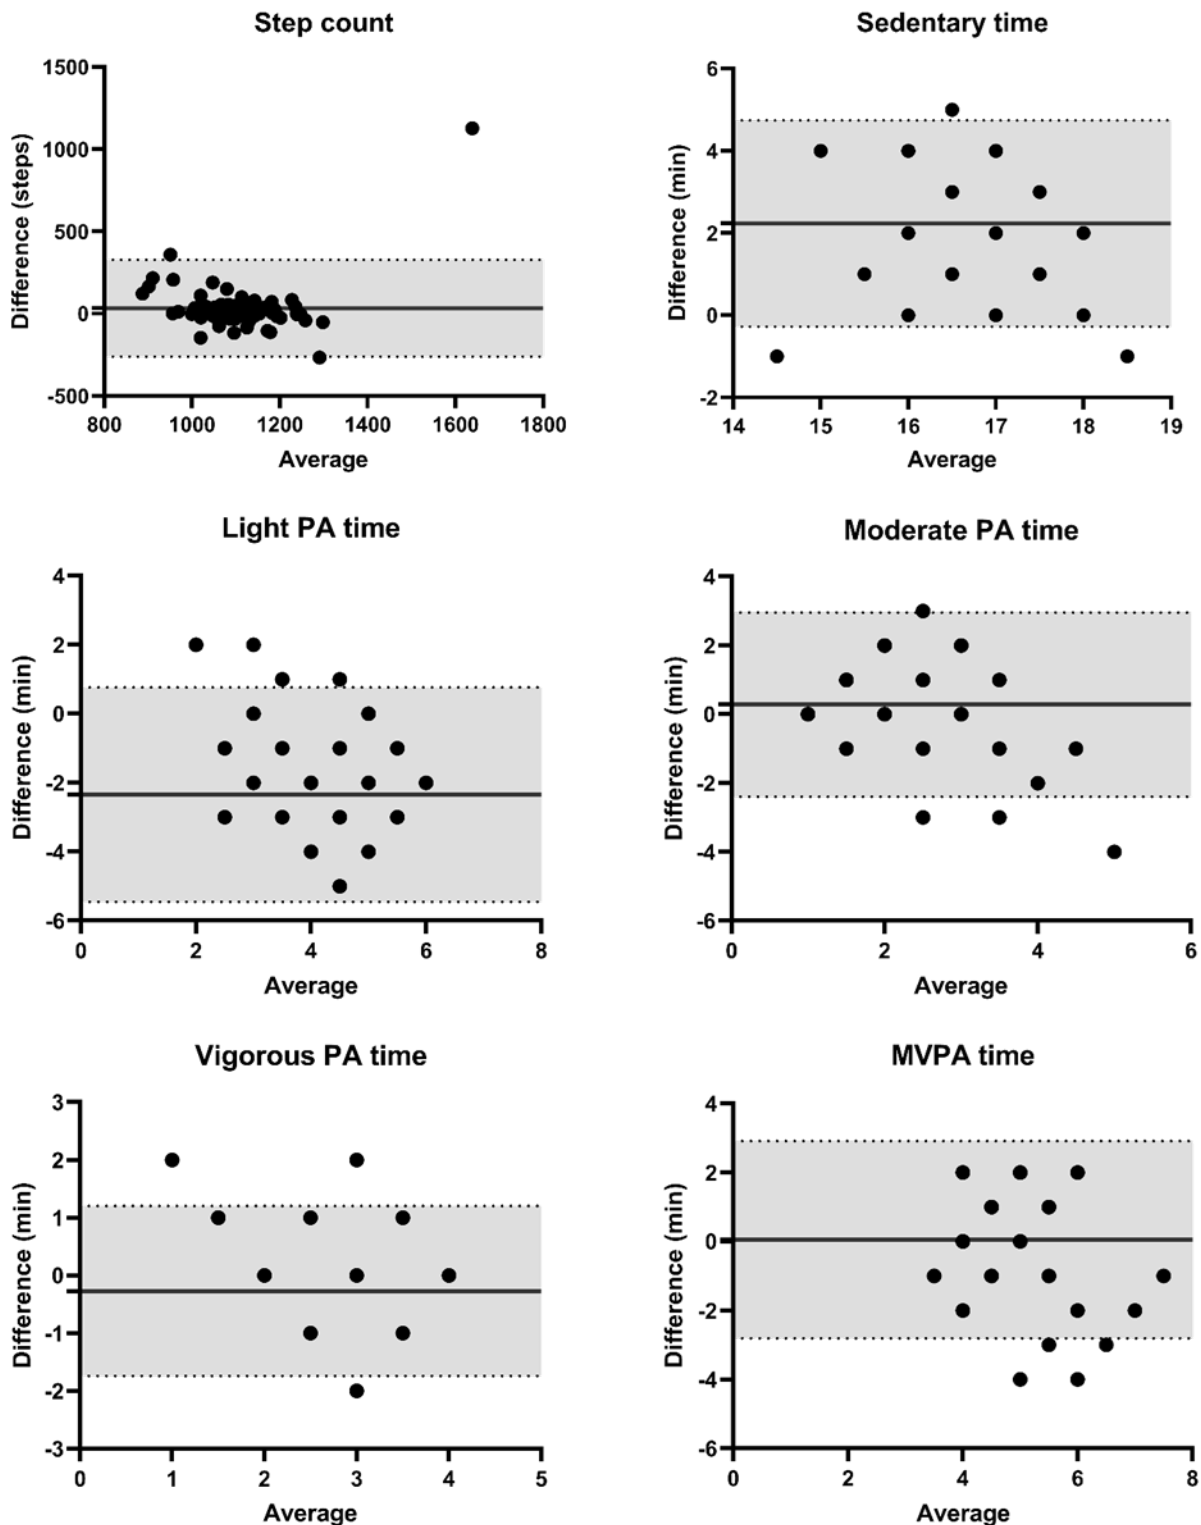 Step count
Difference (steps)
1500
1000
500
0
-500
800 1000 1200 1400 1600 1800
Average
Sedentary time
Difference (min)
6
4
2
0
-2
14 15 16 17 18 19
Average
Light PA time
Difference (min)
4
2
0
-2
-4
-6
0 2 4 6 8
Average
Moderate PA time
Difference (min)
4
2
0
-2
-4
-6
0 2 4 6
Average
Vigorous PA time
Difference (min)
3
2
1
0
-1
-2
-3
0 1 2 3 4 5
Average
MVPA time
Difference (min)
4
2
0
-2
-4
-6
0 2 4 6 8
Average